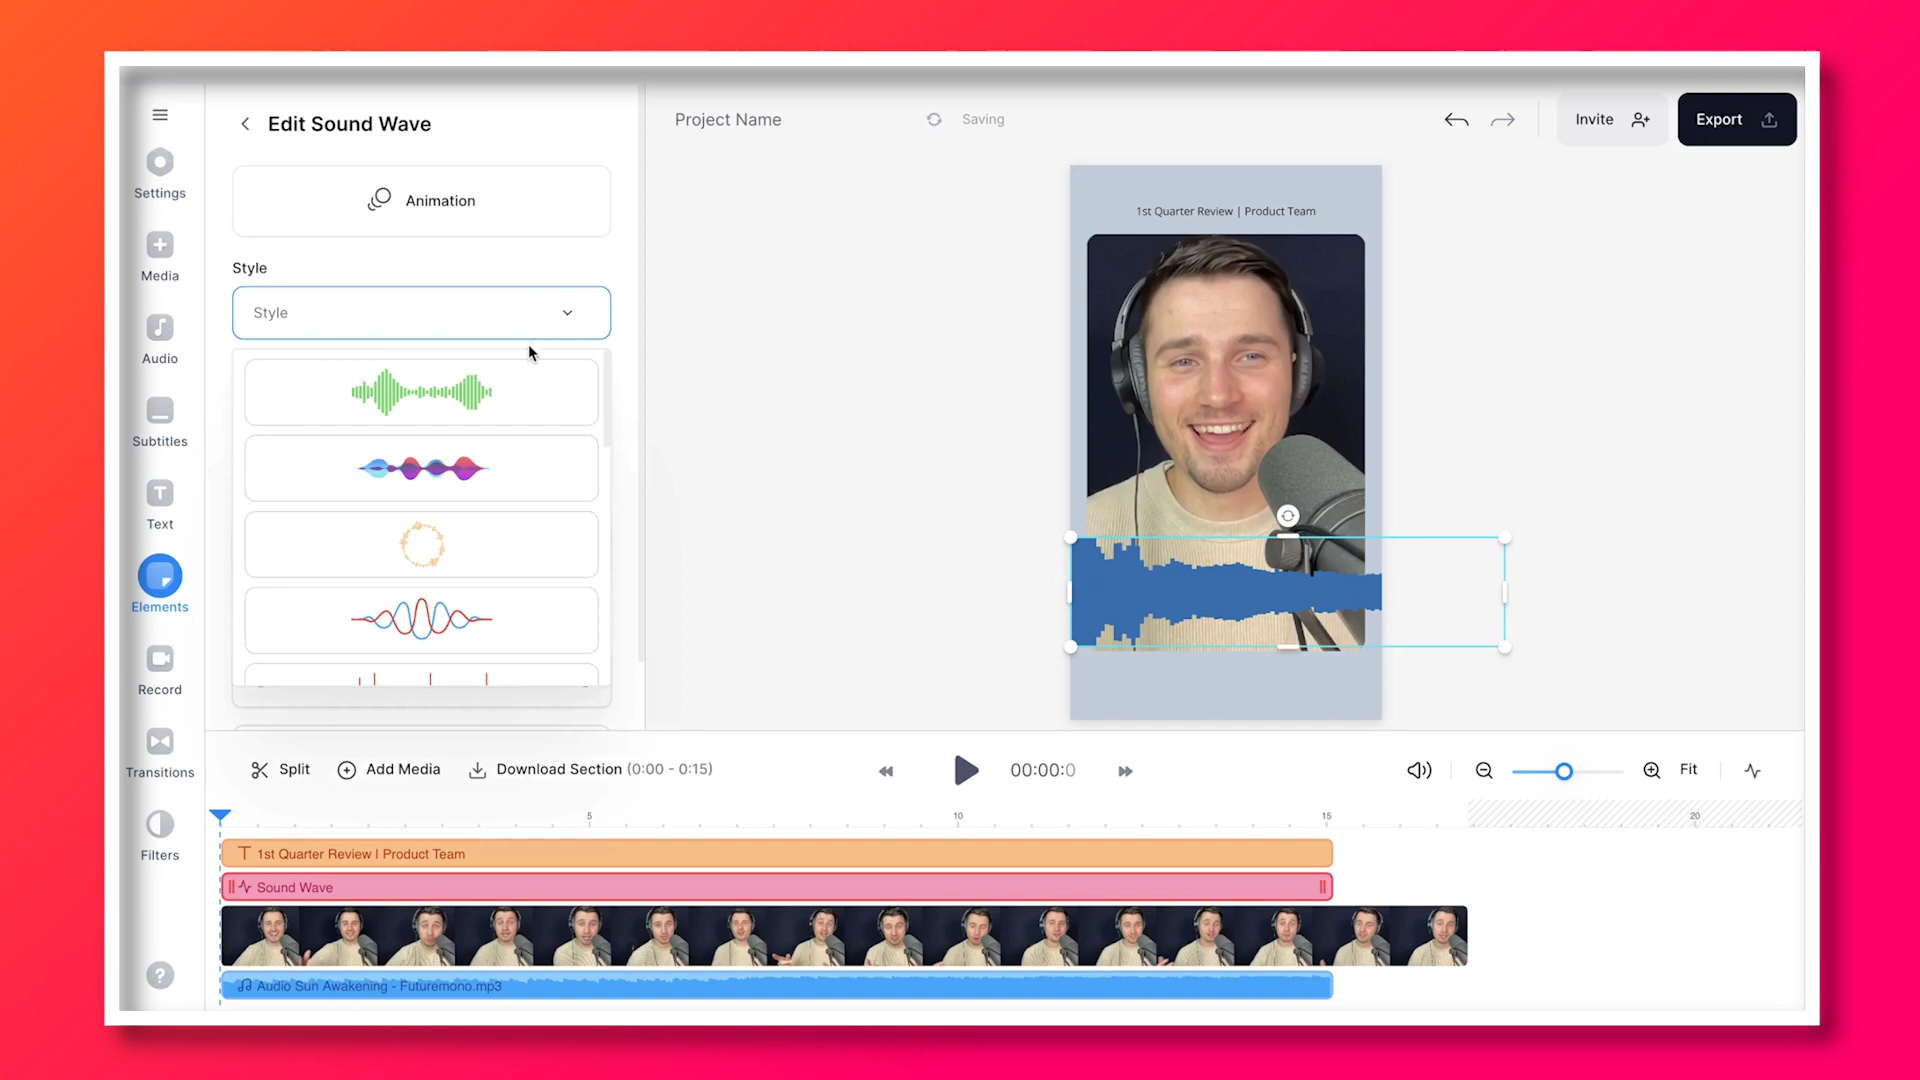 Edit Sound Wave
Project Name
Saving
Invite
Export
Settings
Animation
1st Quarter Review | Product Team
Style
Media
Style
Audio
Subtitles
Text
Elements
Record
Transitions
Split
Add Media
Download Section (0:00 - 0:15)
00:00:0
Fit
5
10
15
20
Filters
1st Quarter Review | Product Team
Sound Wave
Audio Sun Awakening - Futuremono.mp3
?